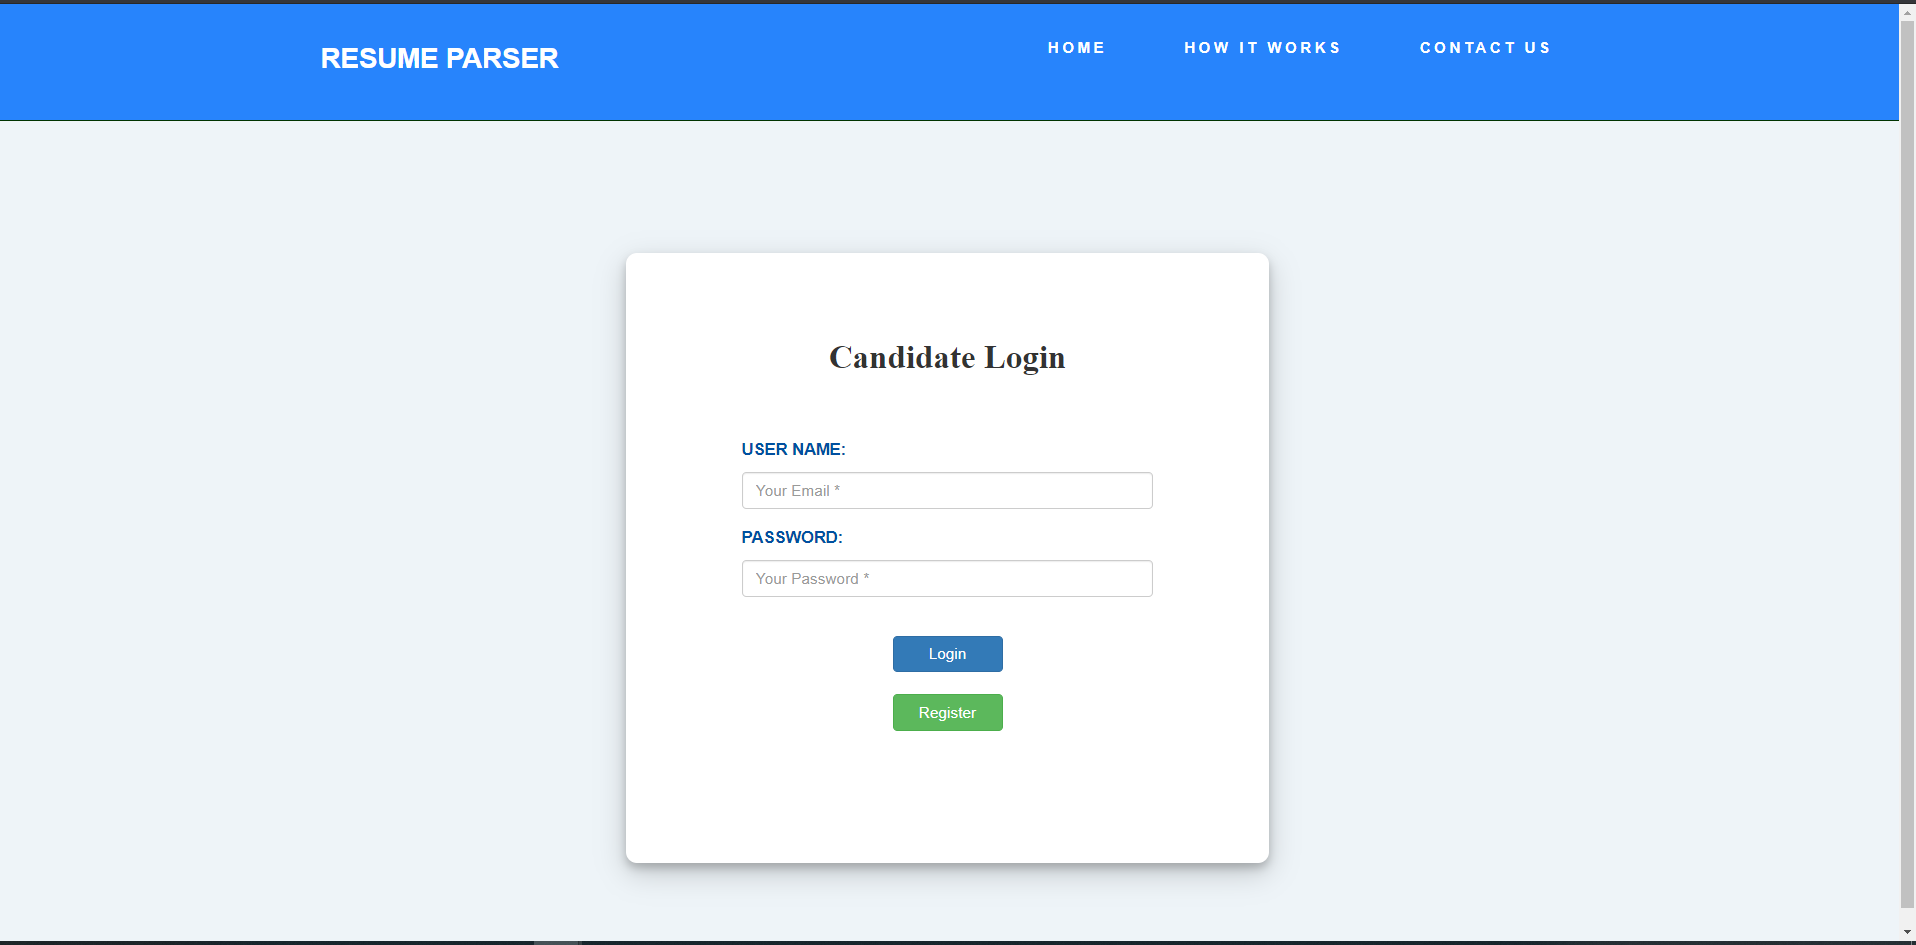 RESUME PARSER
HOME HOW IT WORKS CONTACT US
Candidate Login
USER NAME:
Your Email *
PASSWORD:
Your Password *
Login
Register